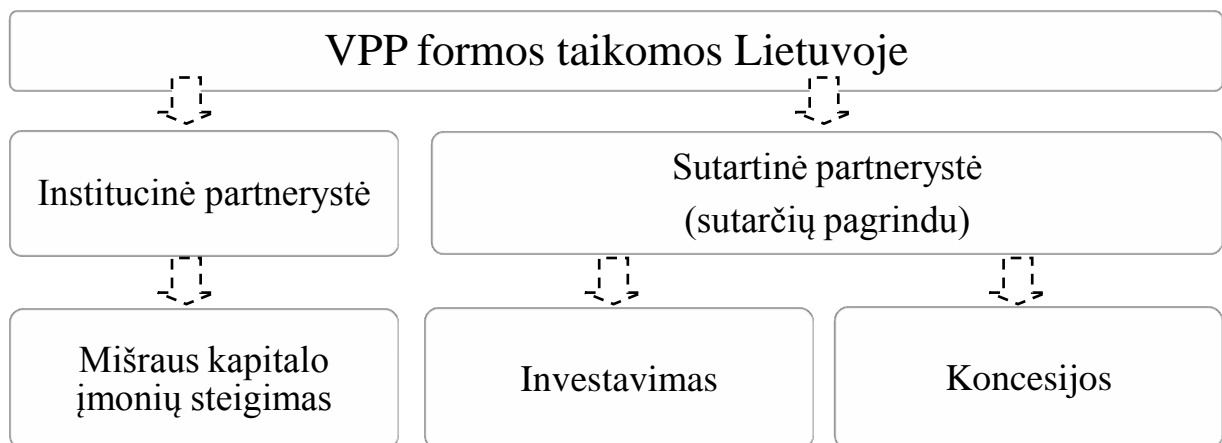 VPP formos taikomos Lietuvoje
Institucinė partnerystė
Sutartinė partnerystė
(sutarčių pagrindu)
Mišraus kapitalo
įmonių steigimas
Investavimas
Koncesijos